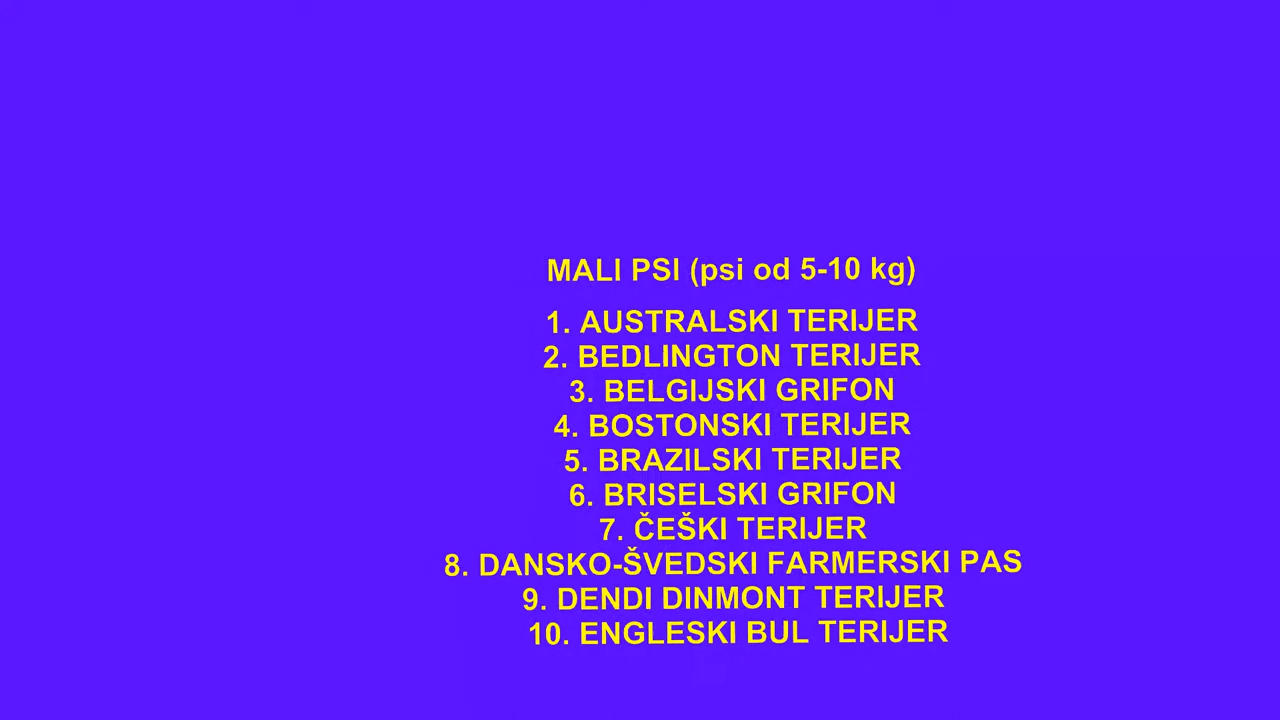 MALI PSI (psi od 5-10 kg)
1. AUSTRALSKI TERIJER
2. BEDLINGTON TERIJER
3. BELGIJSKI GRIFON
4. BOSTONSKI TERIJER
5. BRAZILSKI TERIJER
6. BRISELSKI GRIFON
7. ČEŠKI TERIJER
8. DANSKO-ŠVEDSKI FARMERSKI PAS
9. DENDI DINMONT TERIJER
10. ENGLESKI BUL TERIJER